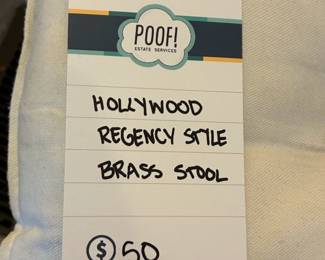 POOF!
ESTATE SERVICES
HOLLYWOOD
REGENCY STYLE
BRASS STOOL
$ 50